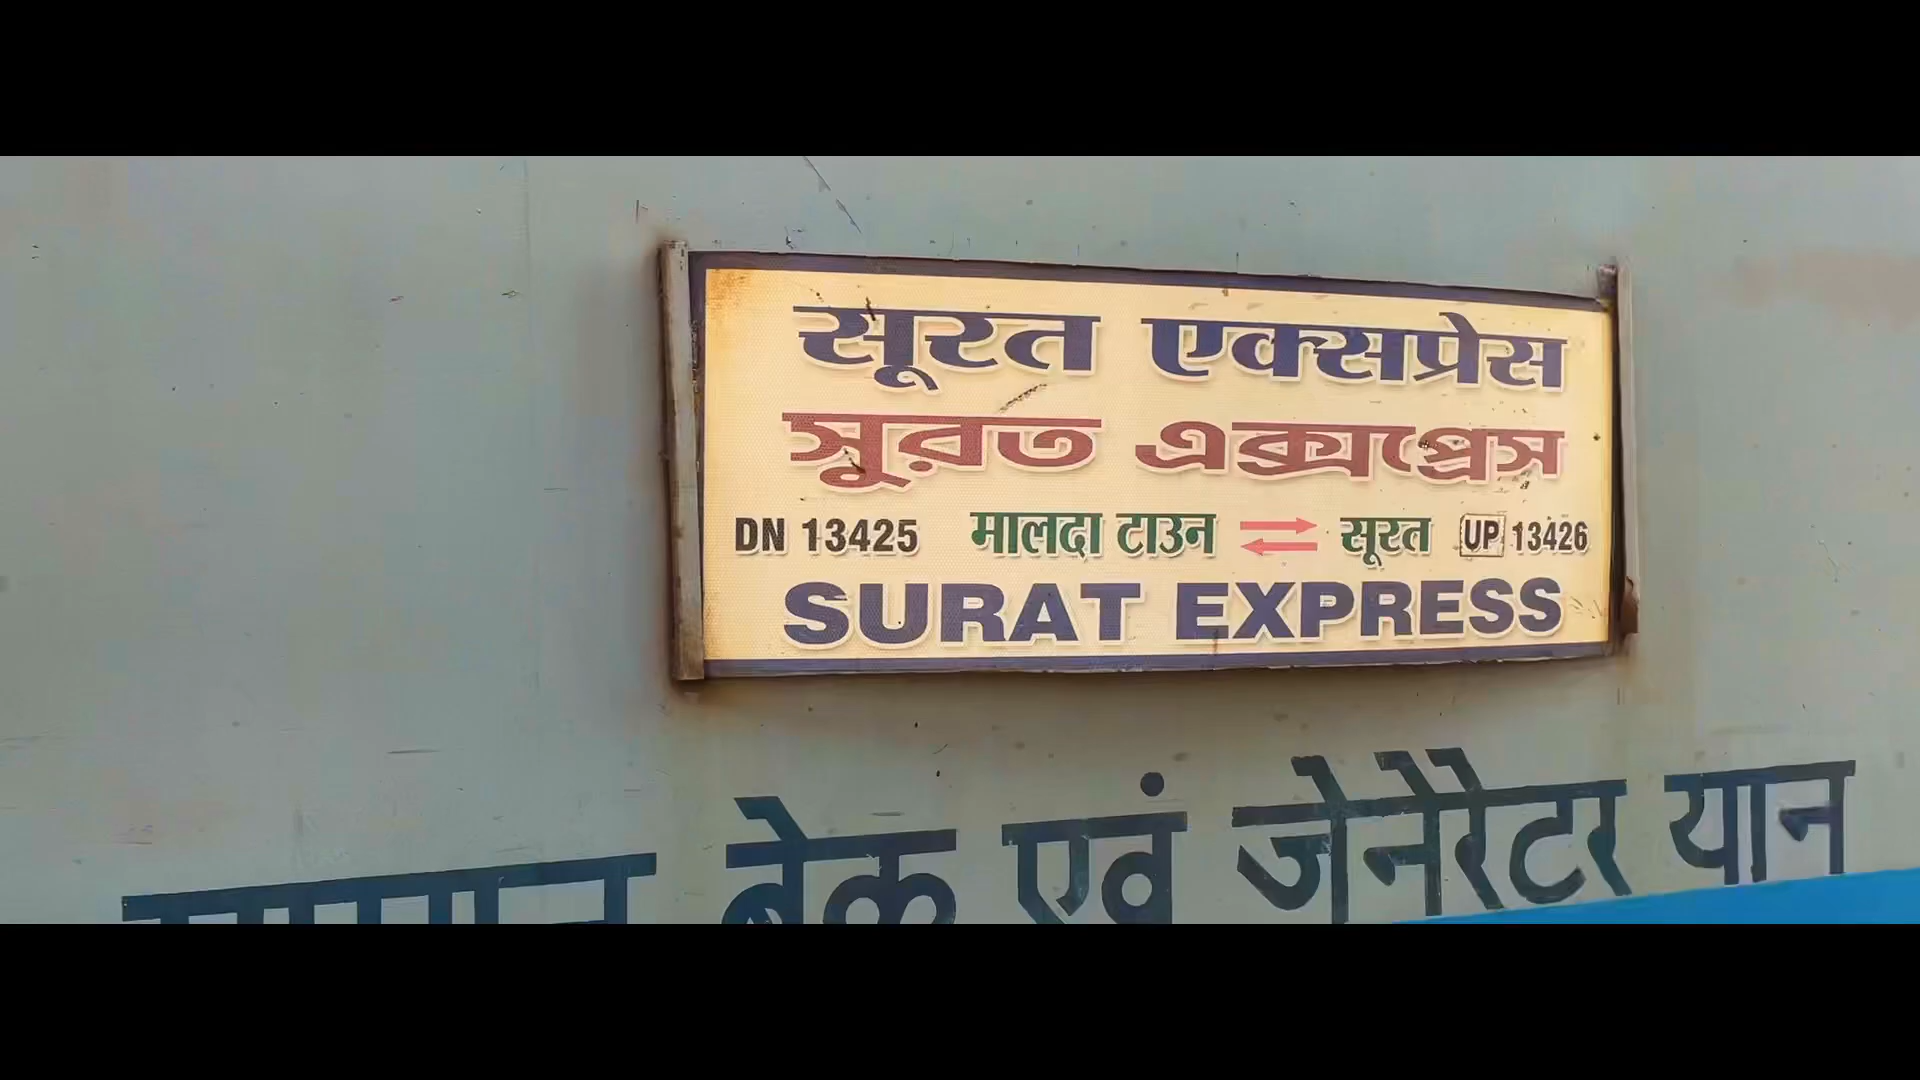 सूरत एक्सप्रेस
সুরত এক্সপ্রেস
DN 13425 मालदा टाउन सूरत UP 13426
SURAT EXPRESS
ब्रेक एवं जेनेरेटर यान